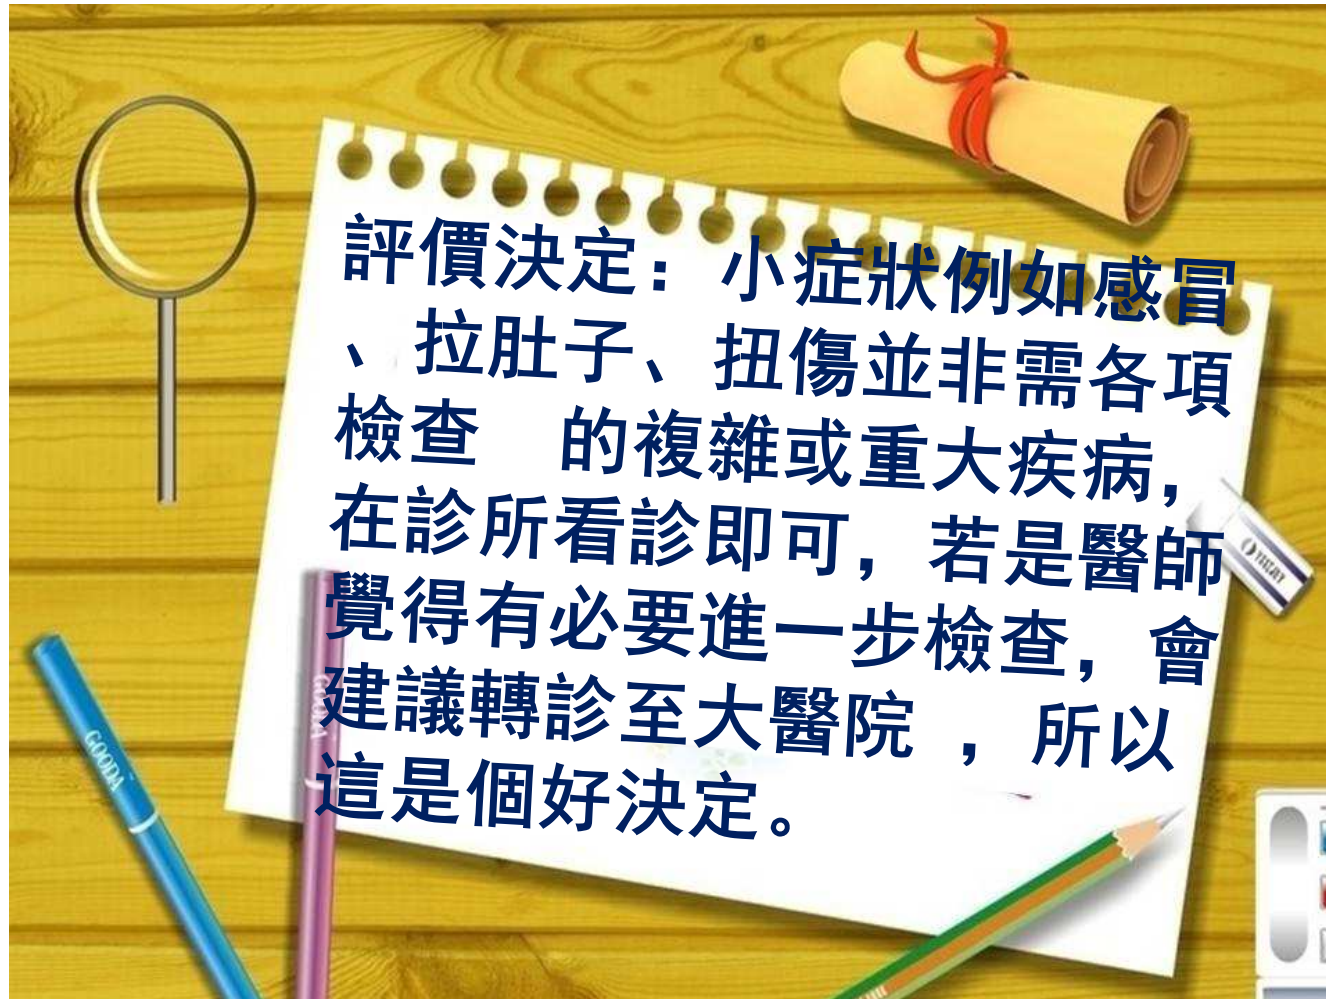 評價決定：小症狀例如感冒
、拉肚子、扭傷並非需各項
檢查　的複雜或重大疾病，
在診所看診即可，若是醫師
覺得有必要進一步檢查，會
建議轉診至大醫院 ，所以
這是個好決定。
GOODA
GOODA